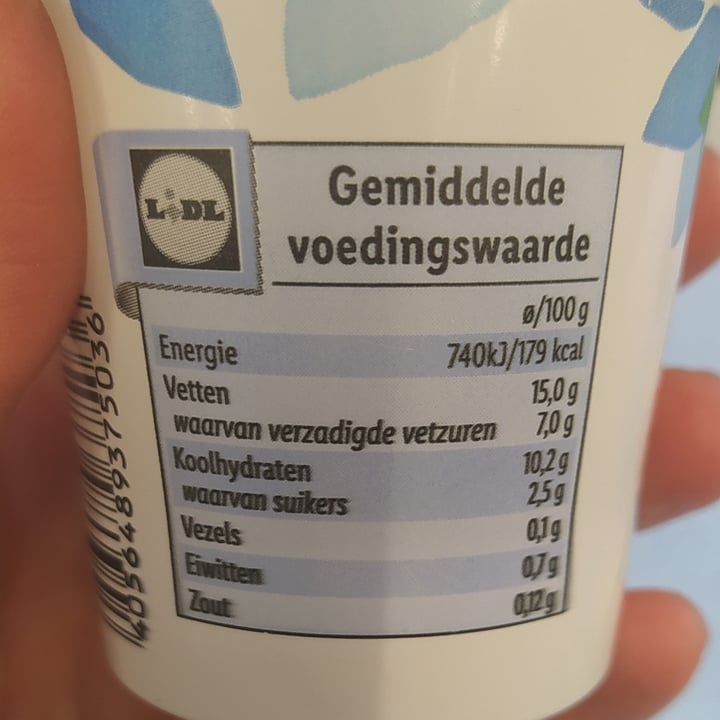 LiDL
Gemiddelde
voedingswaarde
ø/100 g
Energie 740kJ/179 kcal
Vetten 15,0 g
waarvan verzadigde vetzuren 7,0 g
Koolhydraten 10,2 g
waarvan suikers 2,5 g
Vezels 0,1 g
Eiwitten 0,7 g
Zout 0,12 g
4056489375036